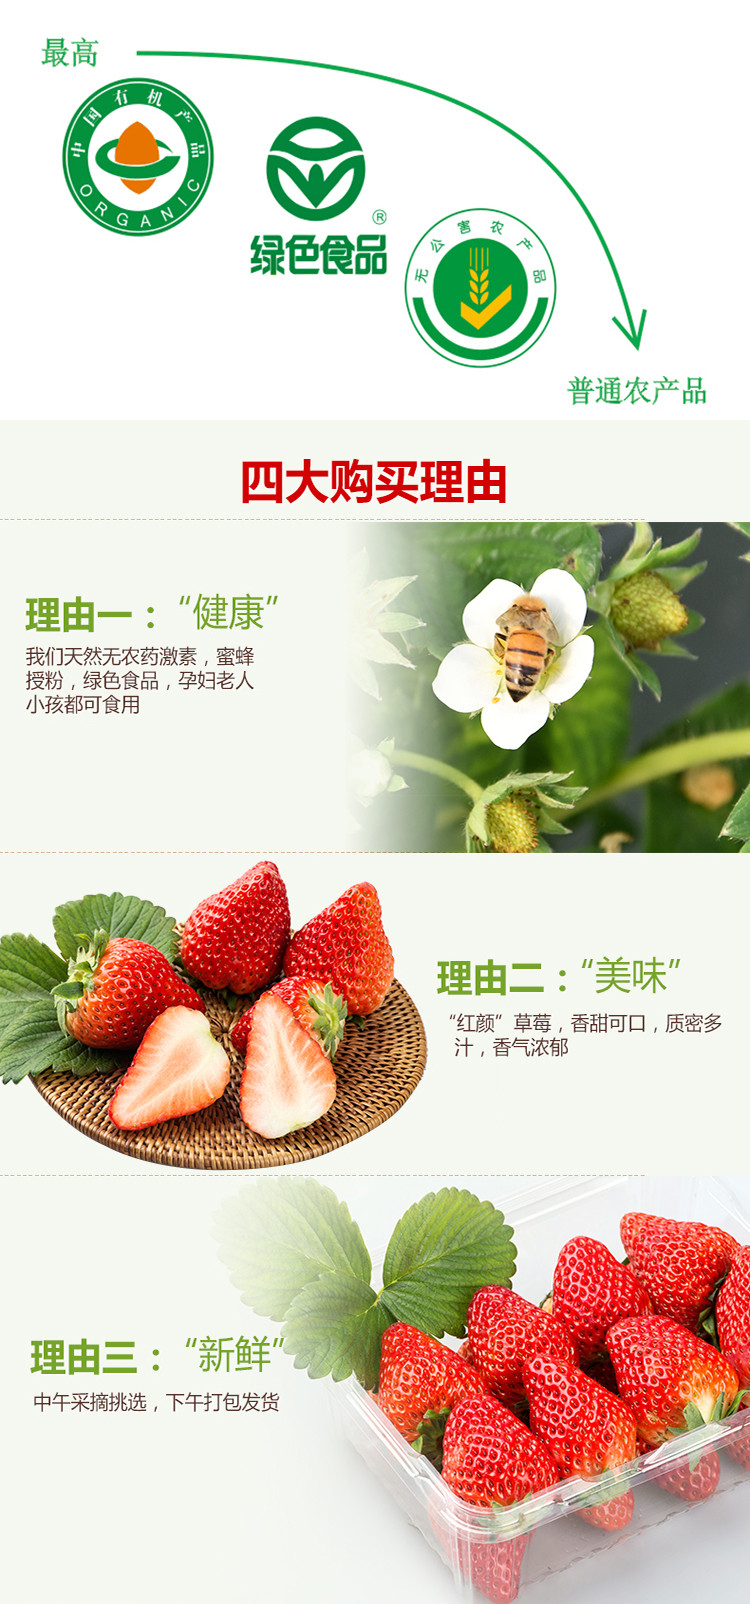 最高
中国有机产品
ORGANIC
®
绿色食品
无公害农产品
普通农产品
四大购买理由
理由一：“健康”
我们天然无农药激素，蜜蜂
授粉，绿色食品，孕妇老人
小孩都可食用
理由二：“美味”
“红颜”草莓，香甜可口，质密多
汁，香气浓郁
理由三：“新鲜”
中午采摘挑选，下午打包发货